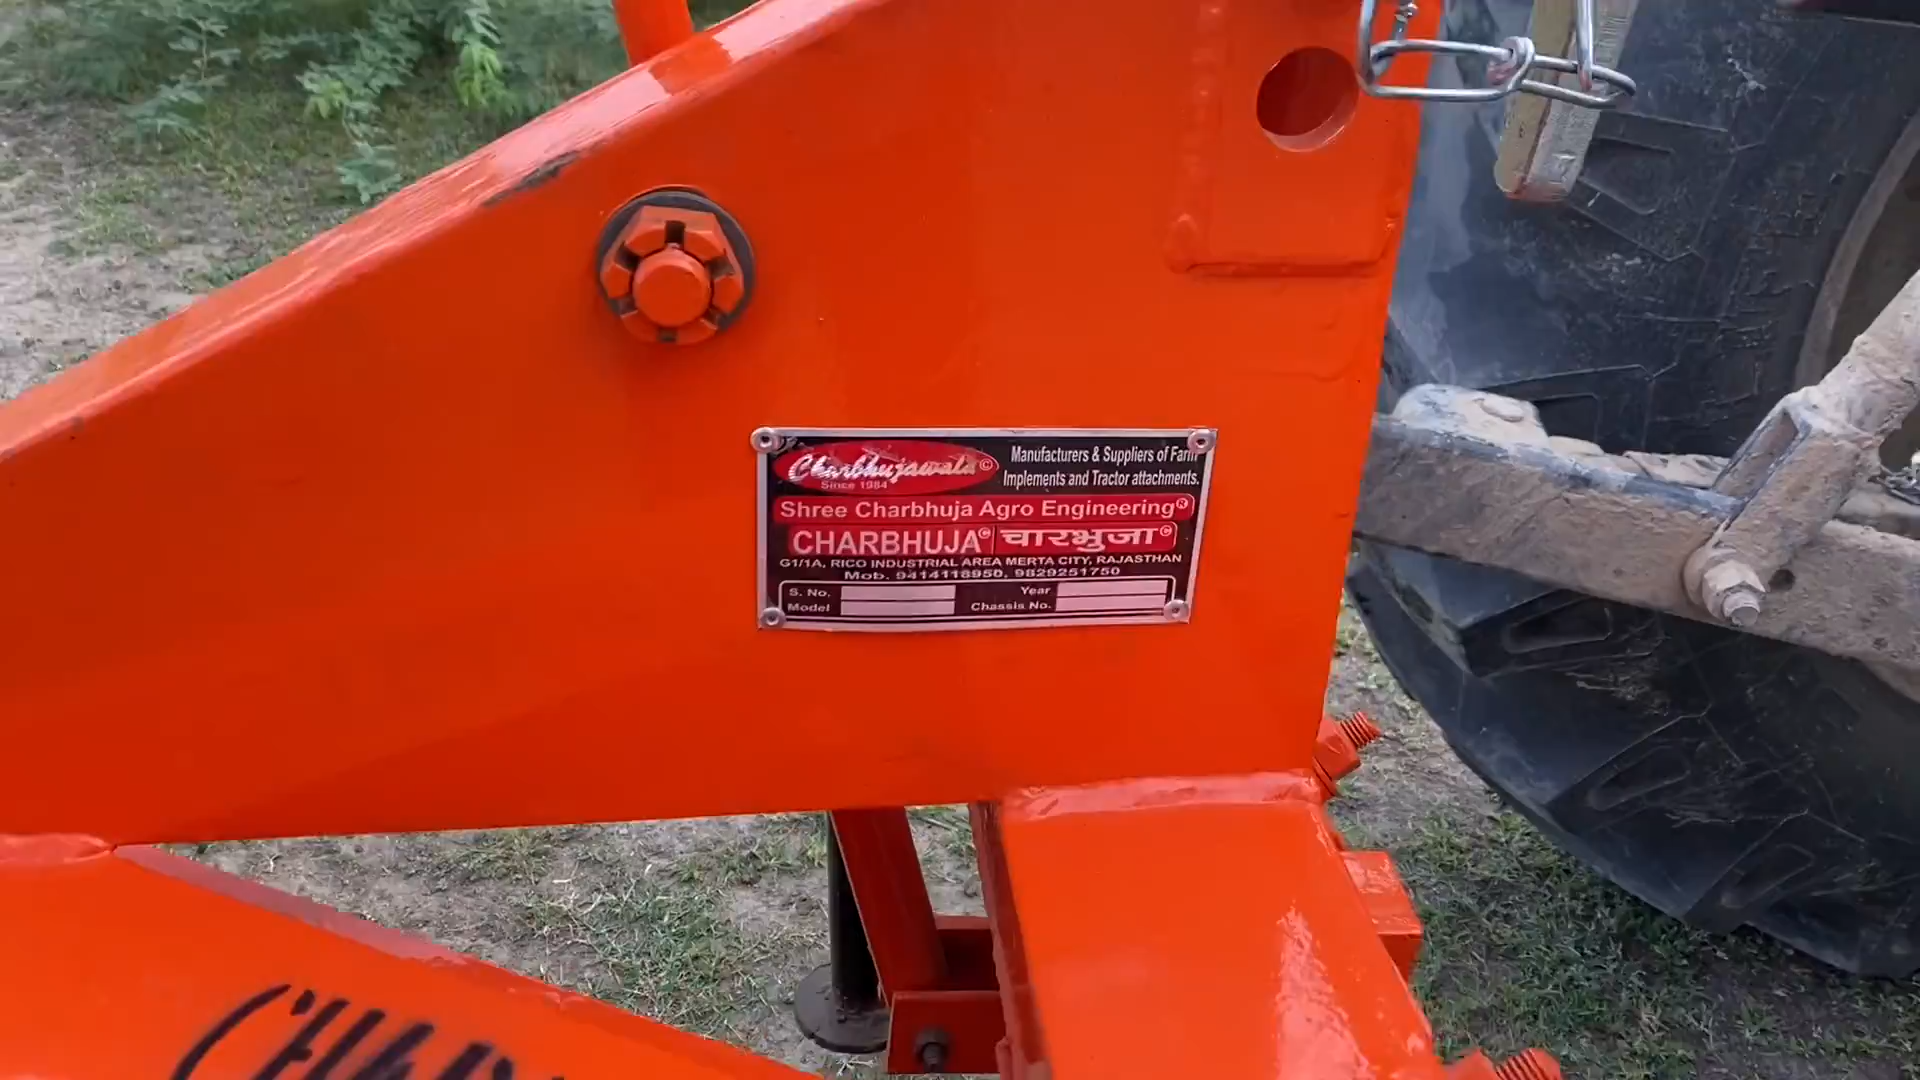 Charbhujawala©
Since 1984
Manufacturers & Suppliers of Farm
Implements and Tractor attachments.
Shree Charbhuja Agro Engineering®
CHARBHUJA© चारभुजा©
G1/1A, RICO INDUSTRIAL AREA MERTA CITY, RAJASTHAN
Mob. 9414118950, 9829251750
S. No. Year
Model Chassis No.